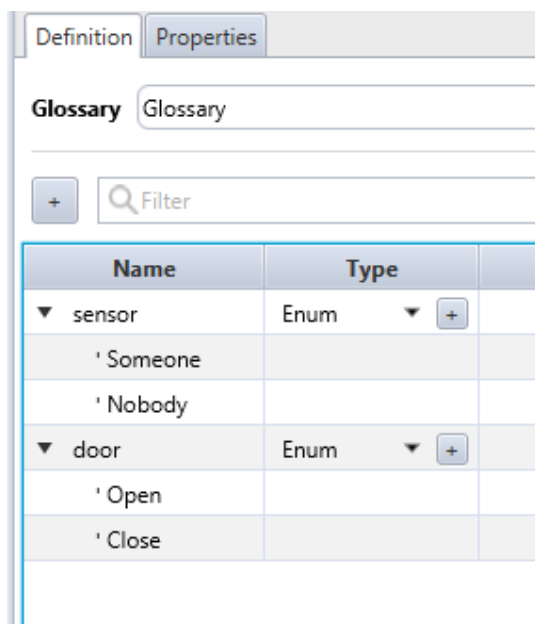 Definition Properties
Glossary Glossary
+ Filter
Name Type
sensor Enum +
' Someone
' Nobody
door Enum +
' Open
' Close